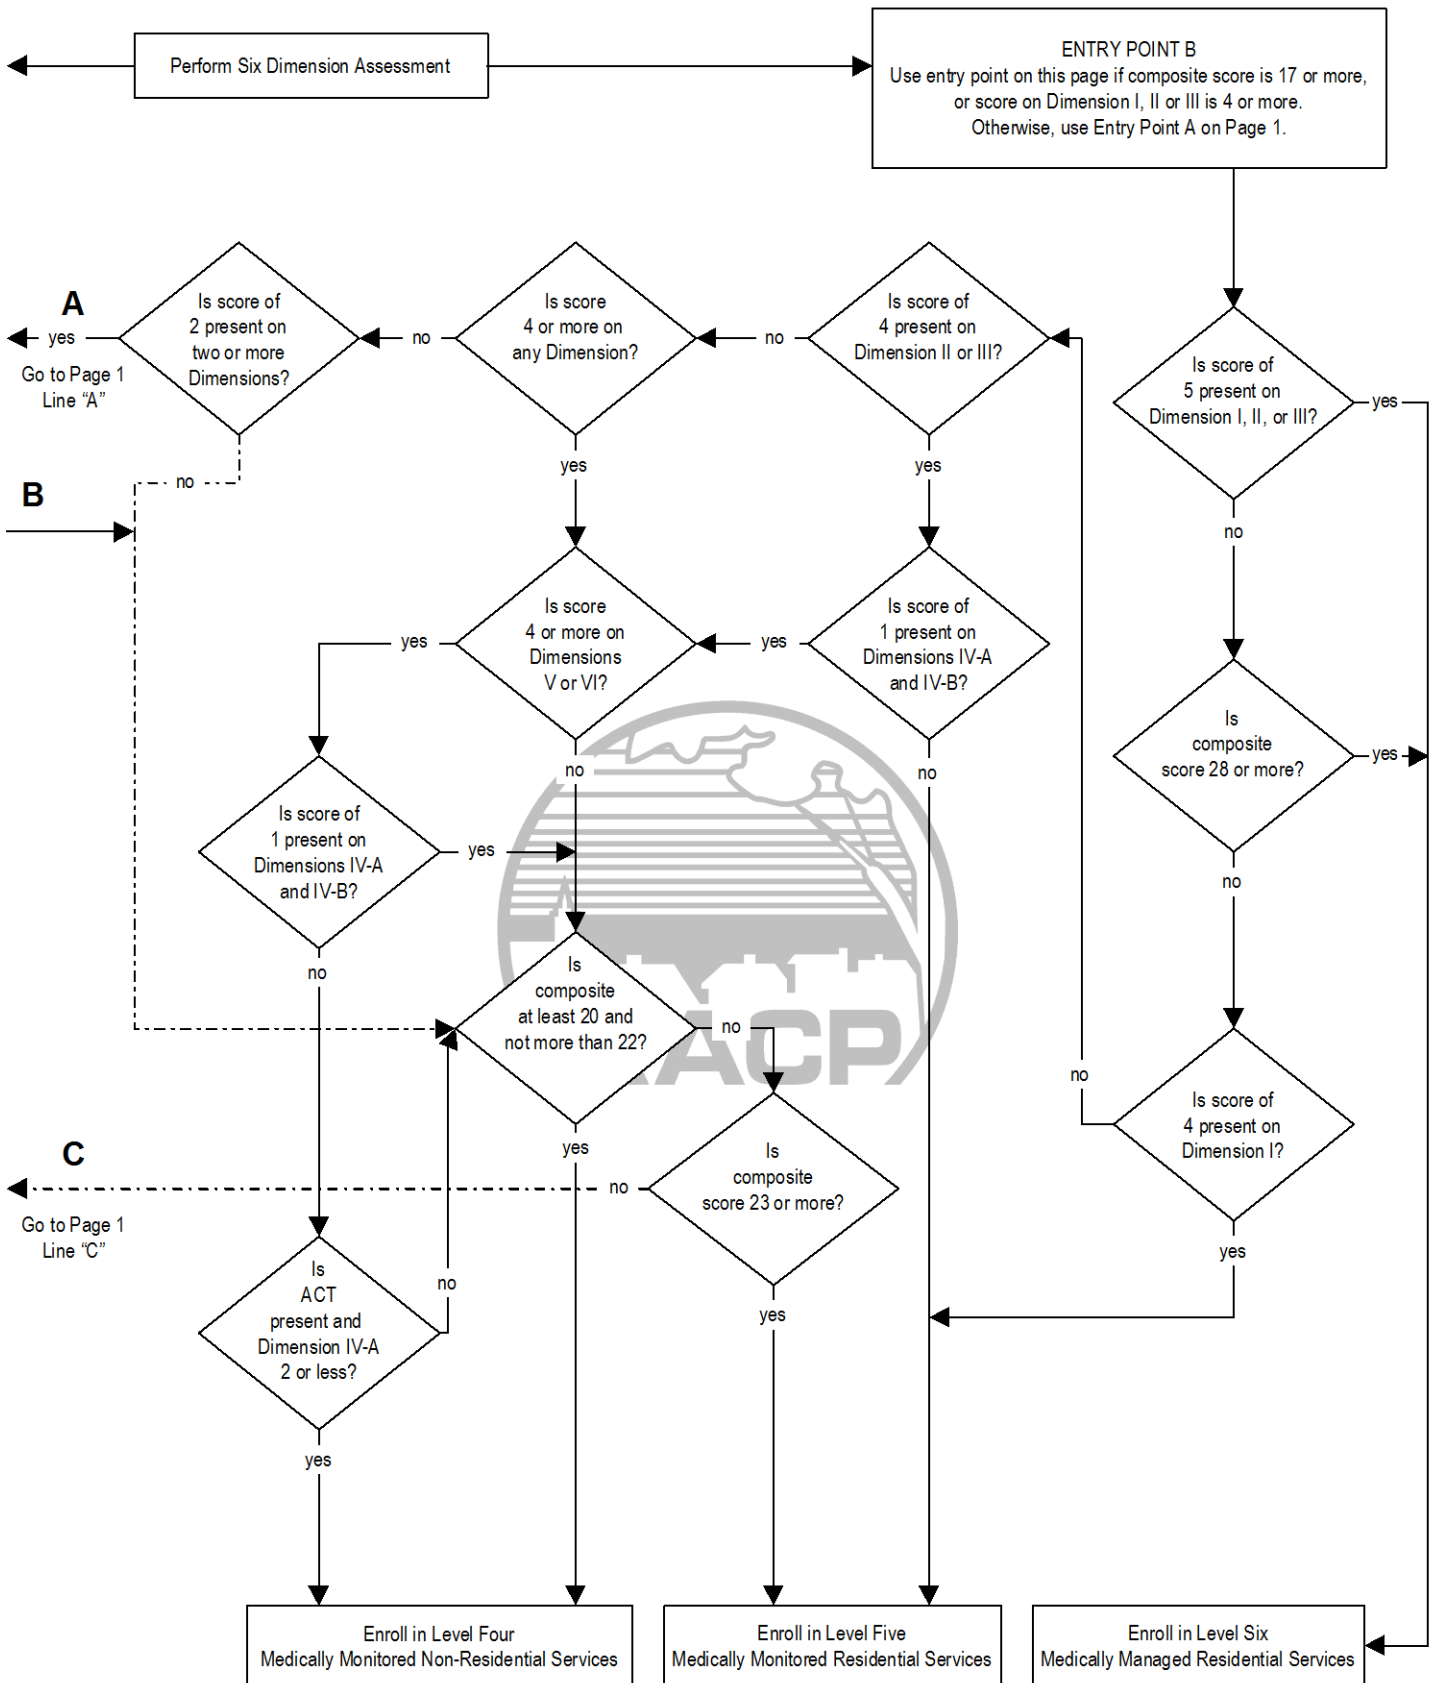 Perform Six Dimension Assessment
ENTRY POINT B
Use entry point on this page if composite score is 17 or more,
or score on Dimension I, II or III is 4 or more.
Otherwise, use Entry Point A on Page 1.
A
yes
Go to Page 1
Line “A”
Is score of
2 present on
two or more
Dimensions?
no
Is score
4 or more on
any Dimension?
no
Is score of
4 present on
Dimension II or III?
Is score of
5 present on
Dimension I, II, or III?
yes
no
B
yes
yes
no
Is score
4 or more on
Dimensions
V or VI?
yes
yes
Is score of
1 present on
Dimensions IV-A
and IV-B?
Is
composite
score 28 or more?
yes
no
no
no
Is score of
1 present on
Dimensions IV-A
and IV-B?
yes
no
Is
composite
at least 20 and
not more than 22?
no
AACP
no
Is score of
4 present on
Dimension I?
yes
C
no
Go to Page 1
Line “C”
yes
Is
composite
score 23 or more?
yes
Is
ACT
present and
Dimension IV-A
2 or less?
no
yes
Enroll in Level Four
Medically Monitored Non-Residential Services
Enroll in Level Five
Medically Monitored Residential Services
Enroll in Level Six
Medically Managed Residential Services